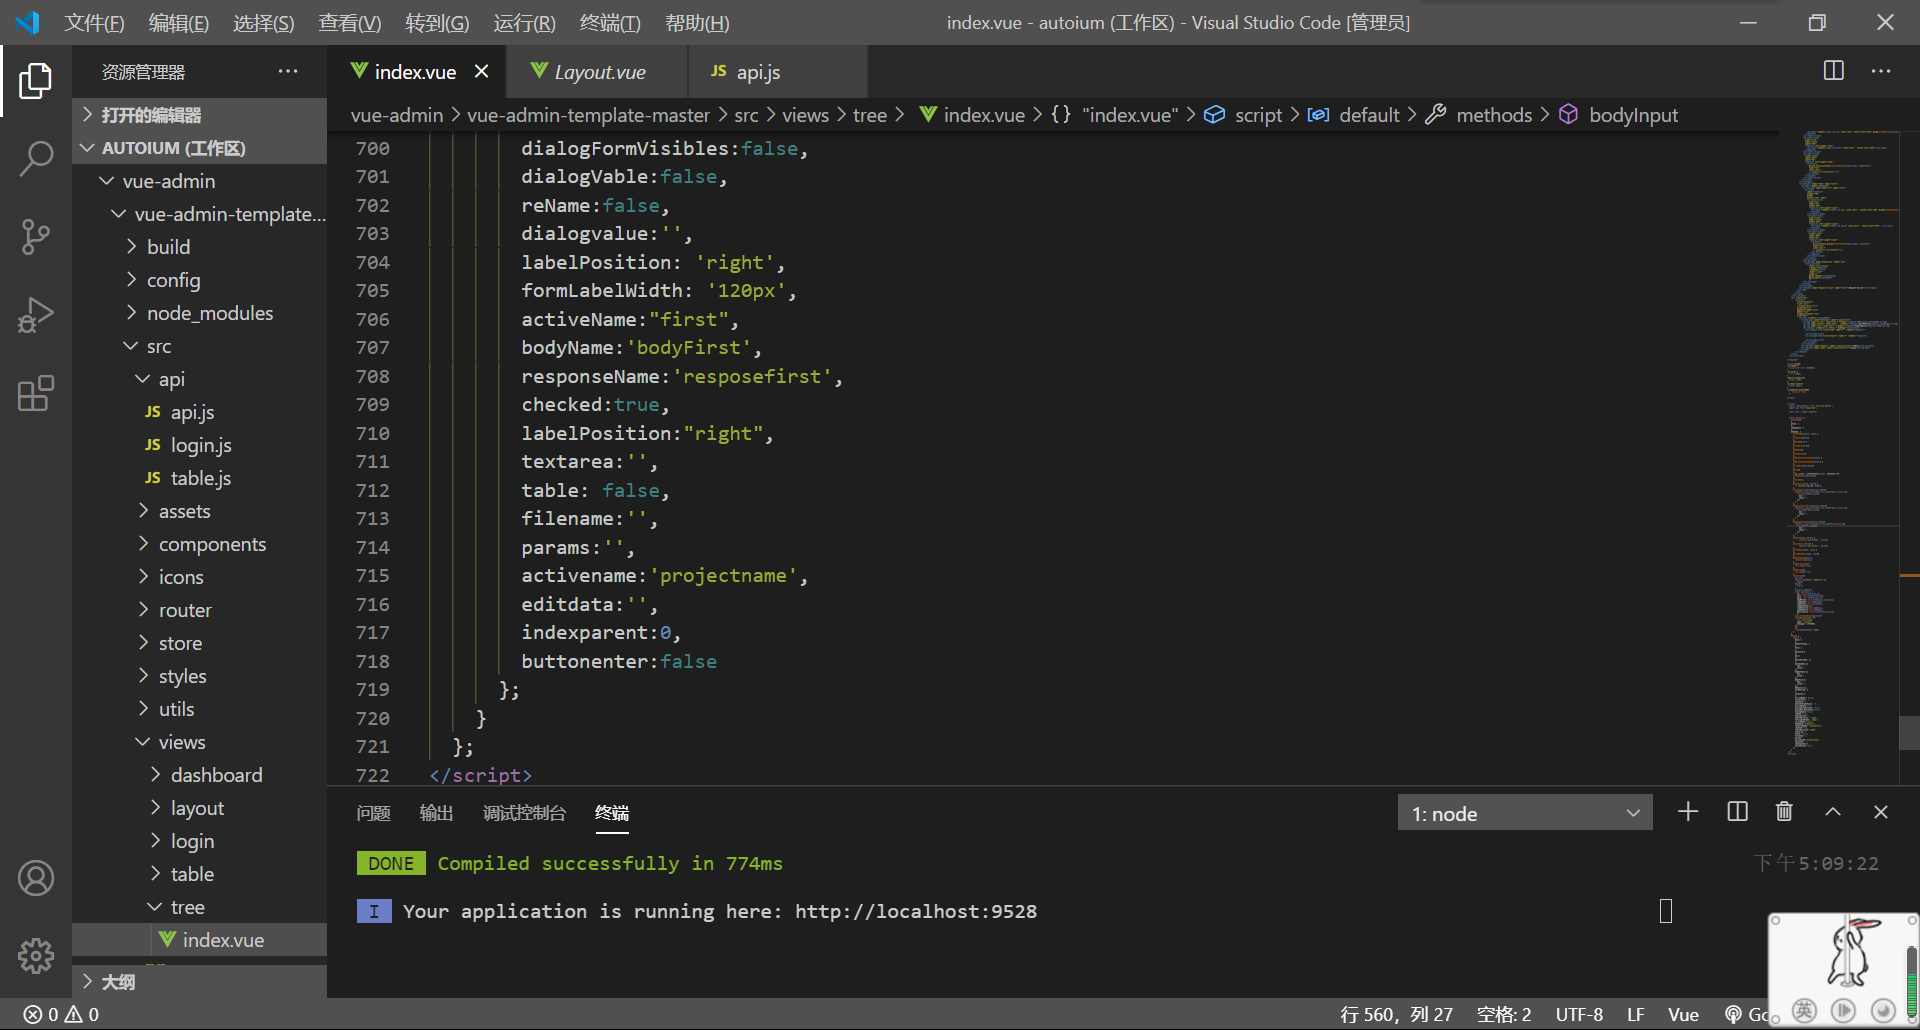 文件(F) 编辑(E) 选择(S) 查看(V) 转到(G) 运行(R) 终端(T) 帮助(H) index.vue - autoium (工作区) - Visual Studio Code [管理员]
资源管理器
index.vue Layout.vue JS api.js
打开的编辑器
AUTOIUM (工作区)
vue-admin
vue-admin-template...
build
config
node_modules
src
api
JS api.js
JS login.js
JS table.js
assets
components
icons
router
store
styles
utils
views
dashboard
layout
login
table
tree
index.vue
大纲
vue-admin > vue-admin-template-master > src > views > tree > index.vue > {} "index.vue" > script > default > methods > bodyInput
700 dialogFormVisibles:false,
701 dialogVable:false,
702 reName:false,
703 dialogvalue:'',
704 labelPosition: 'right',
705 formLabelWidth: '120px',
706 activeName:"first",
707 bodyName:'bodyFirst',
708 responseName:'resposefirst',
709 checked:true,
710 labelPosition:"right",
711 textarea:'',
712 table: false,
713 filename:'',
714 params:'',
715 activename:'projectname',
716 editdata:'',
717 indexparent:0,
718 buttonenter:false
719 };
720 }
721 };
722 </script>
问题 输出 调试控制台 终端 1: node
DONE Compiled successfully in 774ms 下午5:09:22
I Your application is running here: http://localhost:9528
0 0 行 560，列 27 空格: 2 UTF-8 LF Vue Go
英